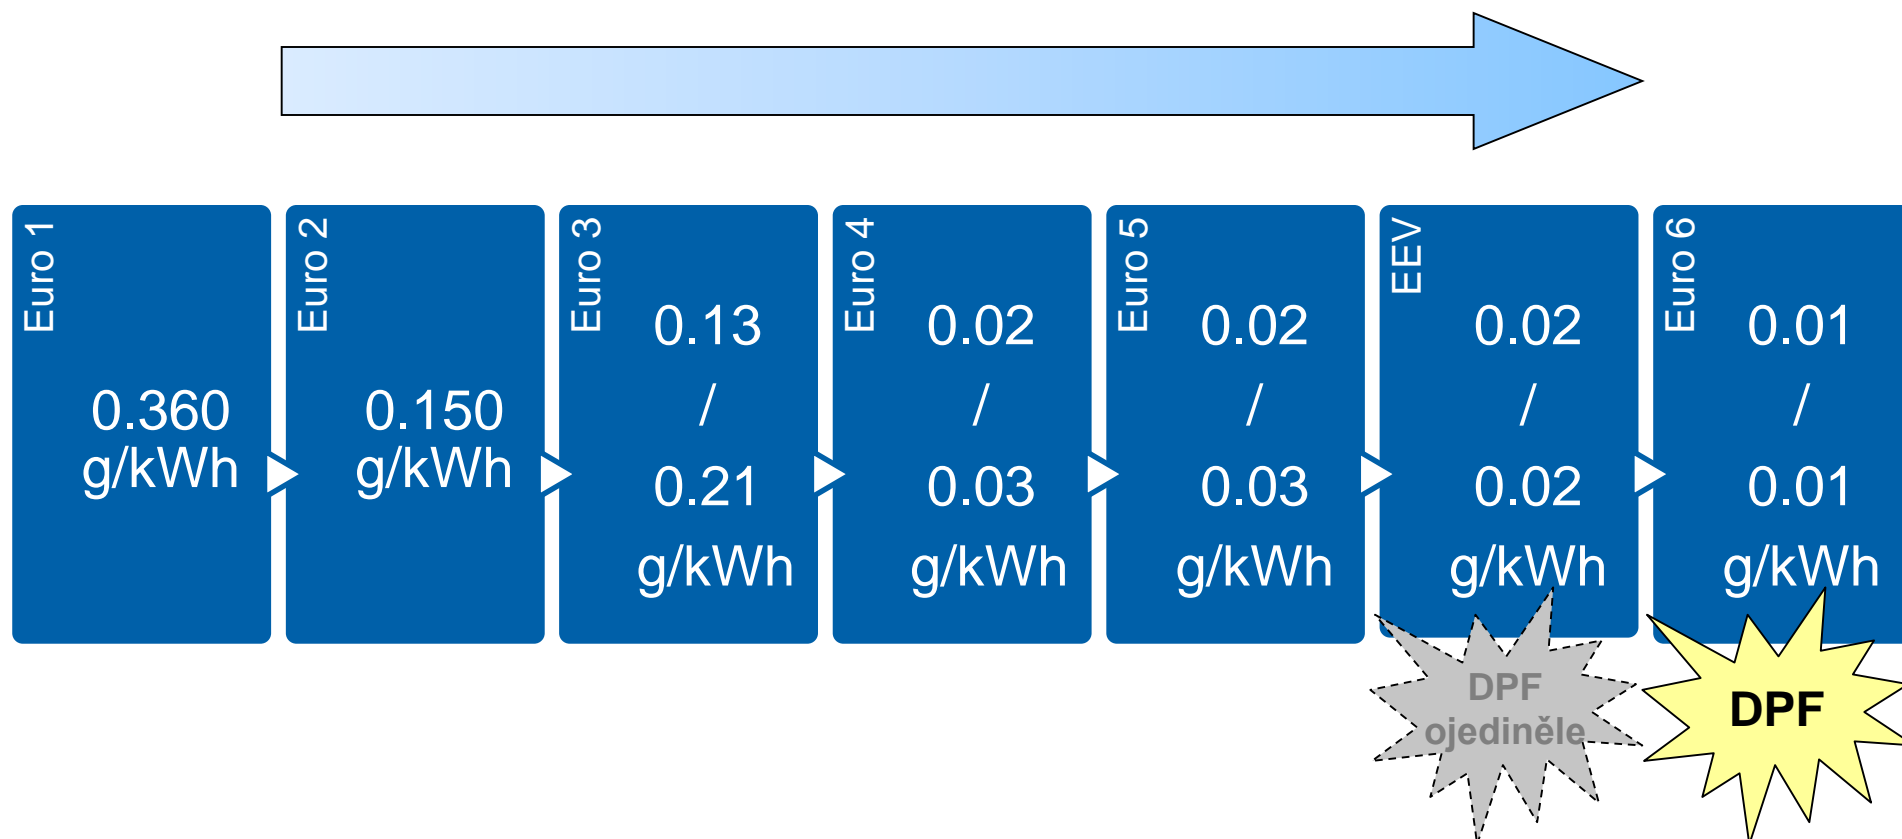 Euro 1
0.360
g/kWh
Euro 2
0.150
g/kWh
Euro 3
0.13
/
0.21
g/kWh
Euro 4
0.02
/
0.03
g/kWh
Euro 5
0.02
/
0.03
g/kWh
EEV
0.02
/
0.02
g/kWh
DPF
ojediněle
Euro 6
0.01
/
0.01
g/kWh
DPF